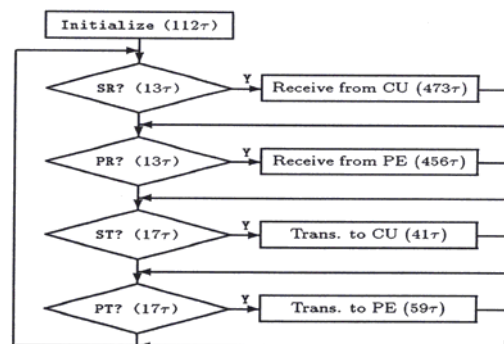 Initialize (112τ)
SR? (13τ)
Y
Receive from CU (473τ)
PR? (13τ)
Y
Receive from PE (456τ)
ST? (17τ)
Y
Trans. to CU (41τ)
PT? (17τ)
Y
Trans. to PE (59τ)